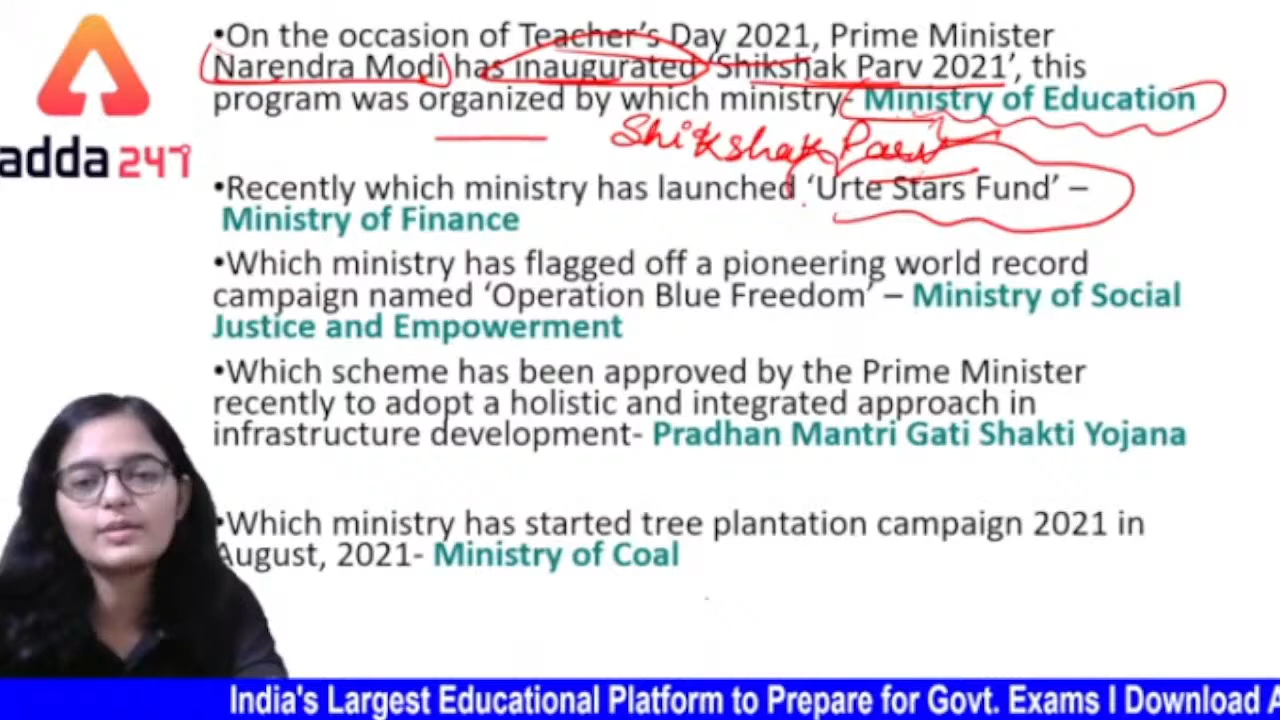 •On the occasion of Teacher's Day 2021, Prime Minister
Narendra Modi has inaugurated 'Shikshak Parv 2021', this
program was organized by which ministry- Ministry of Education
Shikshak Parv
adda 247
•Recently which ministry has launched 'Urte Stars Fund' –
Ministry of Finance
•Which ministry has flagged off a pioneering world record
campaign named 'Operation Blue Freedom' – Ministry of Social
Justice and Empowerment
•Which scheme has been approved by the Prime Minister
recently to adopt a holistic and integrated approach in
infrastructure development- Pradhan Mantri Gati Shakti Yojana
•Which ministry has started tree plantation campaign 2021 in
August, 2021- Ministry of Coal
India's Largest Educational Platform to Prepare for Govt. Exams I Download A